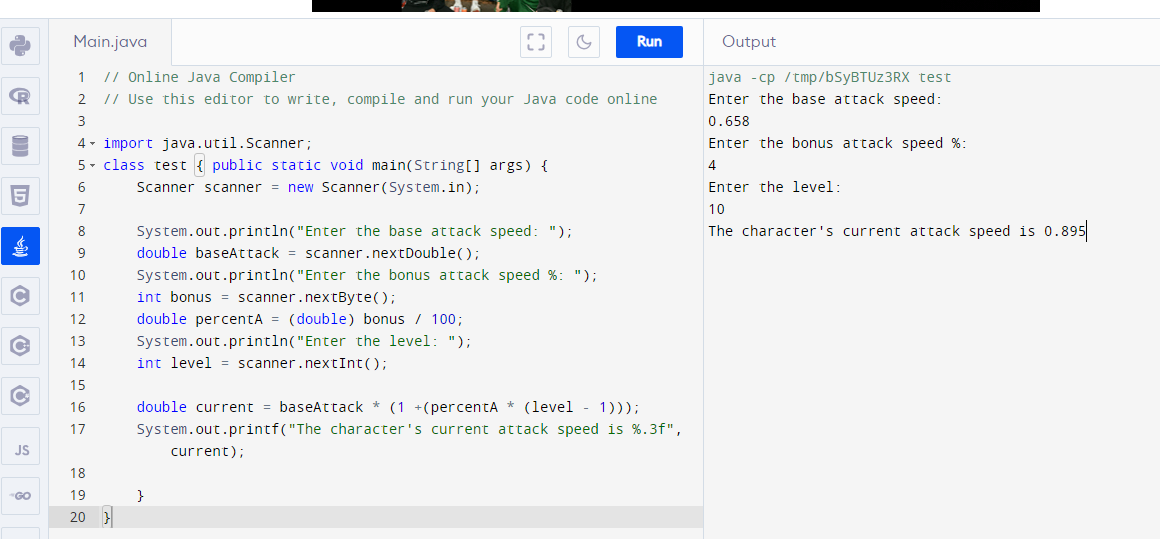 Main.java
Run
Output
1 // Online Java Compiler
2 // Use this editor to write, compile and run your Java code online
3
4 import java.util.Scanner;
5 class test { public static void main(String[] args) {
6 Scanner scanner = new Scanner(System.in);
7
8 System.out.println("Enter the base attack speed: ");
9 double baseAttack = scanner.nextDouble();
10 System.out.println("Enter the bonus attack speed %: ");
11 int bonus = scanner.nextByte();
12 double percentA = (double) bonus / 100;
13 System.out.println("Enter the level: ");
14 int level = scanner.nextInt();
15
16 double current = baseAttack * (1 +(percentA * (level - 1)));
17 System.out.printf("The character's current attack speed is %.3f",
current);
18
19 }
20 }
java -cp /tmp/bSyBTUz3RX test
Enter the base attack speed:
0.658
Enter the bonus attack speed %:
4
Enter the level:
10
The character's current attack speed is 0.895
R
5
C
C
C
JS
GO